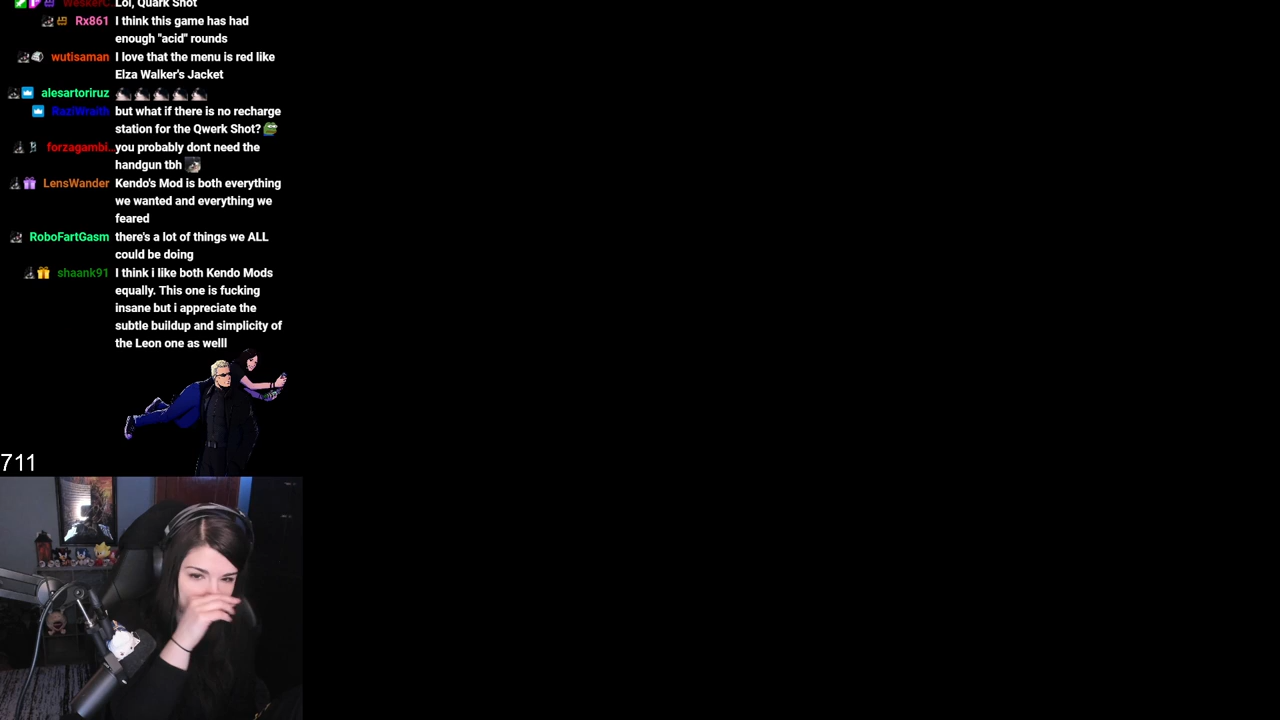 WeskerC.. Lol, Quark Shot
Rx861 I think this game has had
enough "acid" rounds
wutisaman I love that the menu is red like
Elza Walker's Jacket
alesartoriruz
RaziWraith but what if there is no recharge
station for the Qwerk Shot?
forzagambi.. you probably dont need the
handgun tbh
LensWander Kendo's Mod is both everything
we wanted and everything we
feared
RoboFartGasm there's a lot of things we ALL
could be doing
shaank91 I think i like both Kendo Mods
equally. This one is fucking
insane but i appreciate the
subtle buildup and simplicity of
the Leon one as welll
711